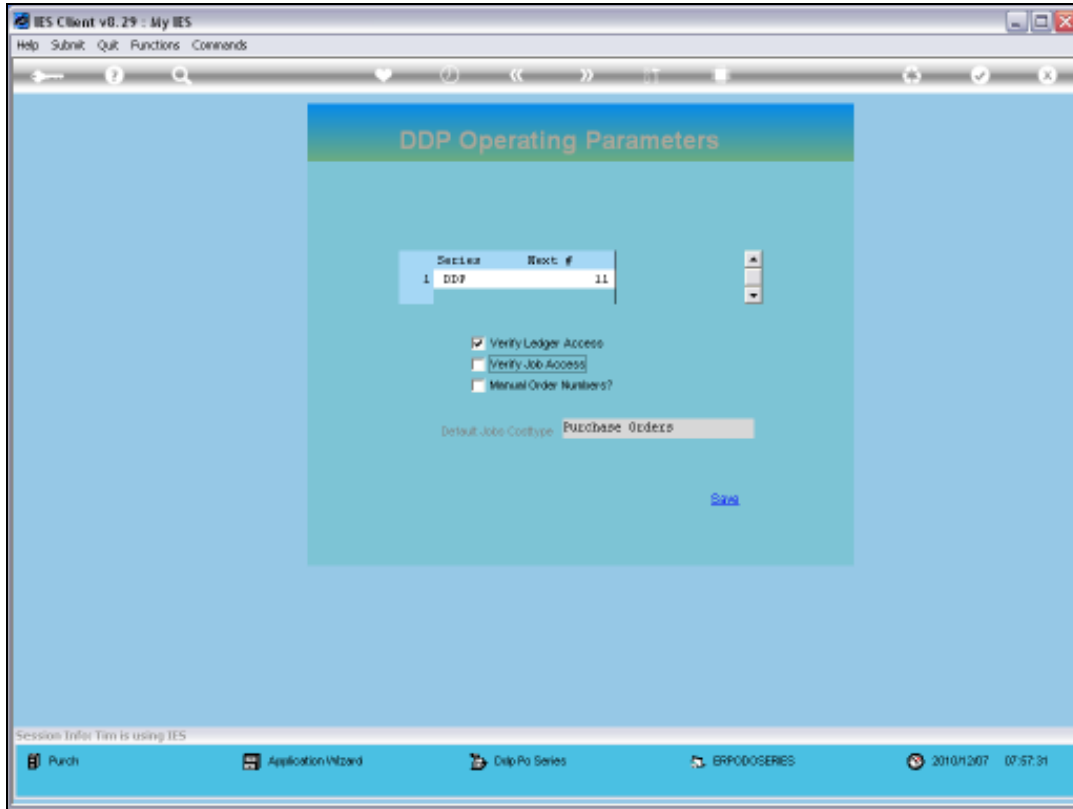 IES Client v8.29 : My IES
Help Submit Quit Functions Commands
DDP Operating Parameters
Series Next #
1 DDP 11
Verify Ledger Access
Verify Job Access
Manual Order Numbers?
Default Jobs Costtype Purchase Orders
Save
Session Info: Tim is using IES
Purch Application Wizard Ddp Po Series ERPODOSERIES 2010/12/07 07:57:31